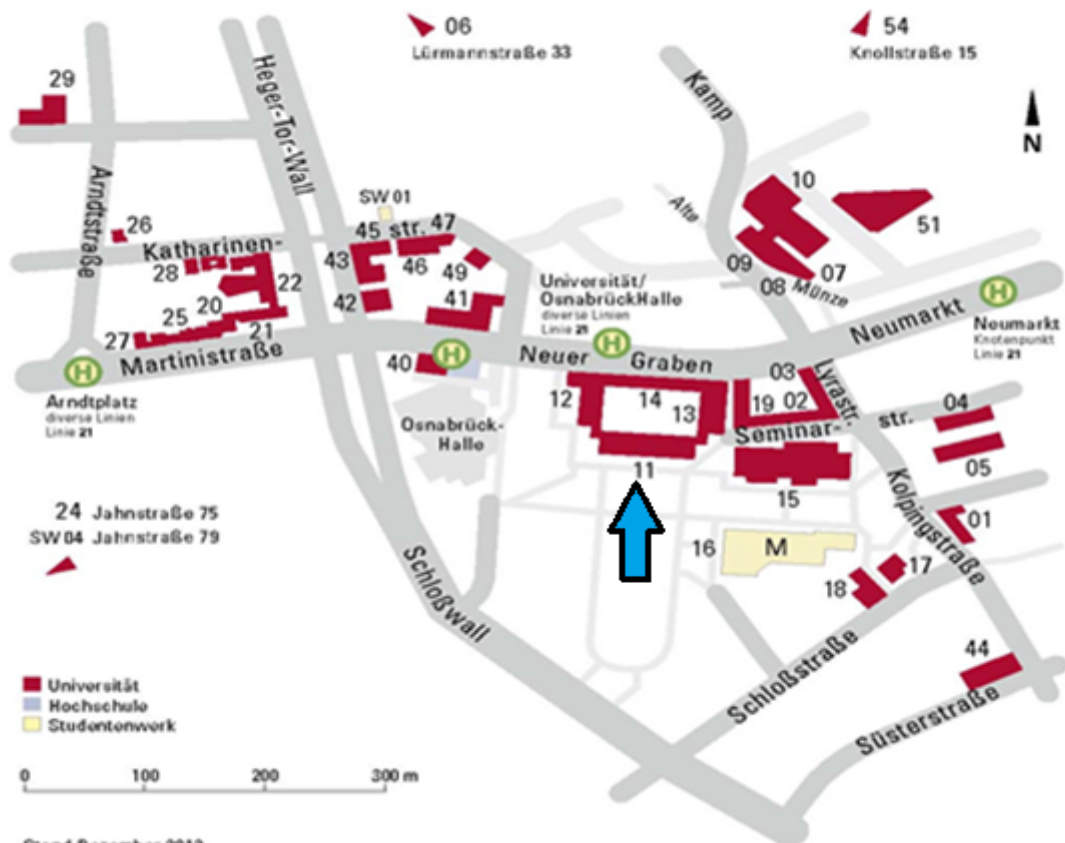 06
Lürmannstraße 33
54
Knollstraße 15
29
Heger-Tor-Wall
Kamp
N
Arndtstraße
SW 01
10
51
26
Katharinen-
45 str. 47
Alte
28
43
46
49
09
07
22
08
Münze
42
41
Universität/
OsnabrückHalle
diverse Linien
Linie 21
H
Neumarkt
Neumarkt
Knotenpunkt
Linie 21
20
25
27
21
Martinistraße
40
H
H
Neuer Graben
03
Lyrastr.
H
Arndtplatz
diverse Linien
Linie 21
12
14
13
19
02
04
Osnabrück-
Halle
Seminar- str.
05
11
15
24 Jahnstraße 75
SW 04 Jahnstraße 79
Kolpingstraße
01
16
M
17
18
Schloßwall
44
Schloßstraße
Süsterstraße
Universität
Hochschule
Studentenwerk
0
100
200
300 m